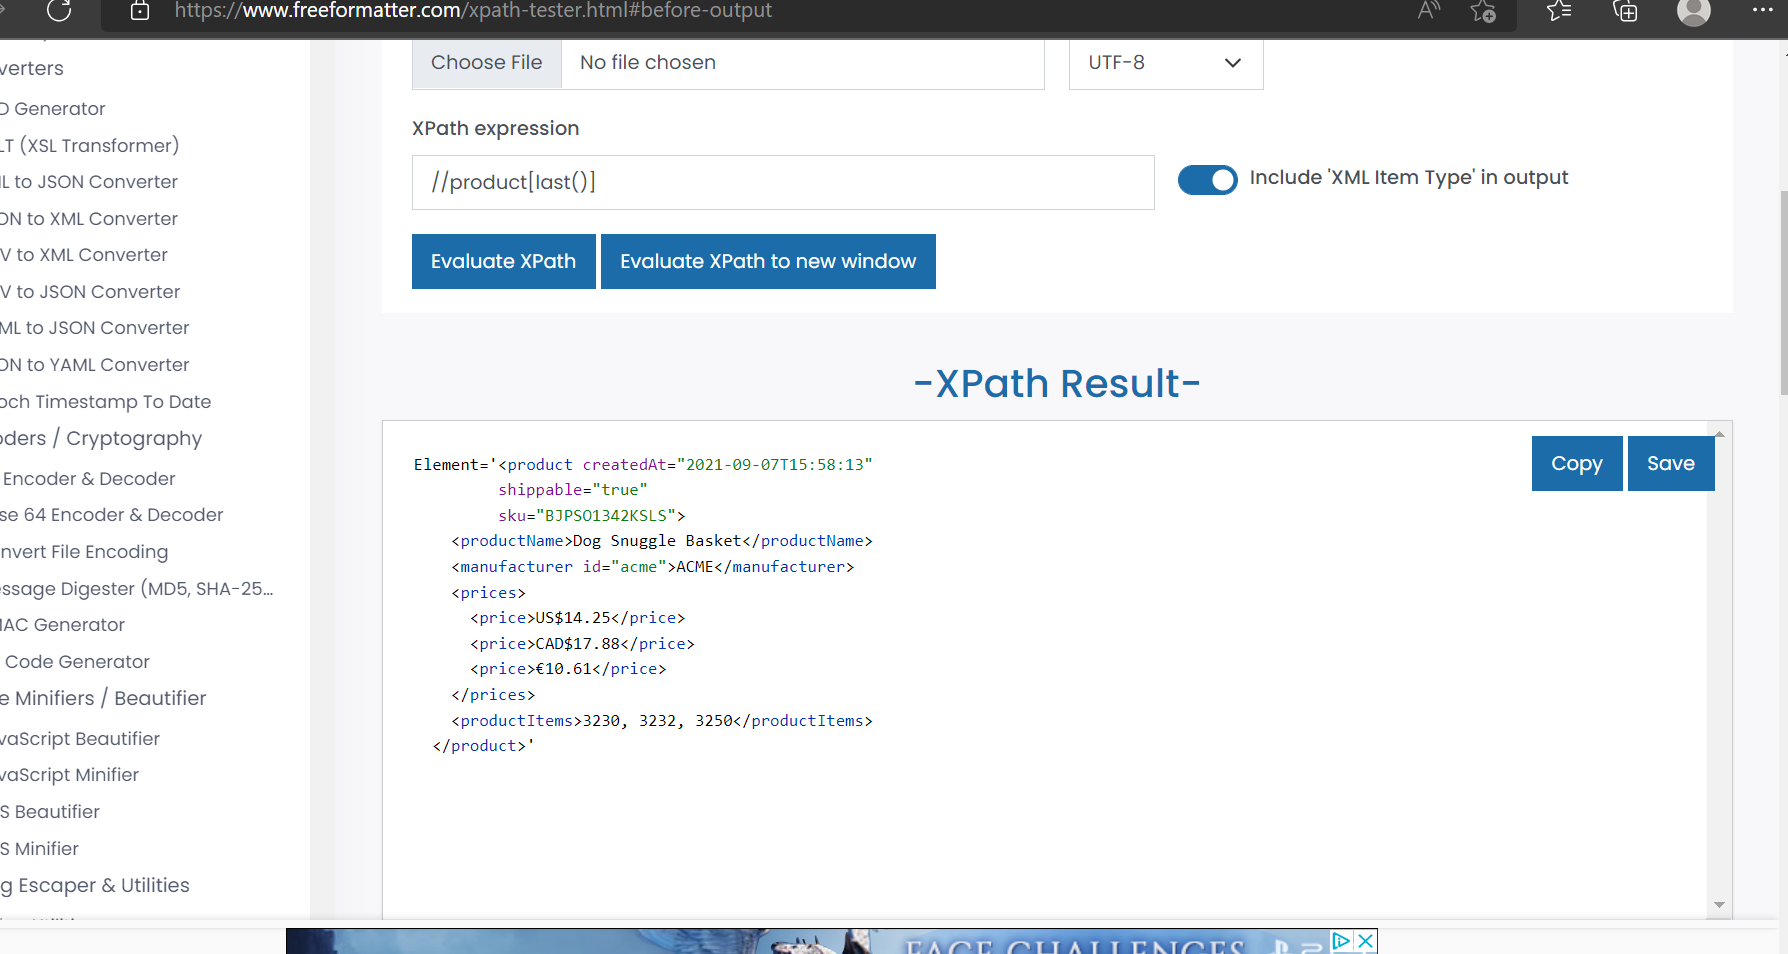 https://www.freeformatter.com/xpath-tester.html#before-output
verters
D Generator
LT (XSL Transformer)
L to JSON Converter
ON to XML Converter
V to XML Converter
V to JSON Converter
ML to JSON Converter
ON to YAML Converter
och Timestamp To Date
oders / Cryptography
Encoder & Decoder
se 64 Encoder & Decoder
nvert File Encoding
essage Digester (MD5, SHA-25...
MAC Generator
Code Generator
e Minifiers / Beautifier
vaScript Beautifier
vaScript Minifier
S Beautifier
S Minifier
g Escaper & Utilities
Choose File No file chosen
UTF-8
XPath expression
//product[last()]
Include 'XML Item Type' in output
Evaluate XPath
Evaluate XPath to new window
-XPath Result-
Copy
Save
Element='<product createdAt="2021-09-07T15:58:13"
shippable="true"
sku="BJPSO1342KSLS">
<productName>Dog Snuggle Basket</productName>
<manufacturer id="acme">ACME</manufacturer>
<prices>
<price>US$14.25</price>
<price>CAD$17.88</price>
<price>€10.61</price>
</prices>
<productItems>3230, 3232, 3250</productItems>
</product>'
FACE CHALLENGES